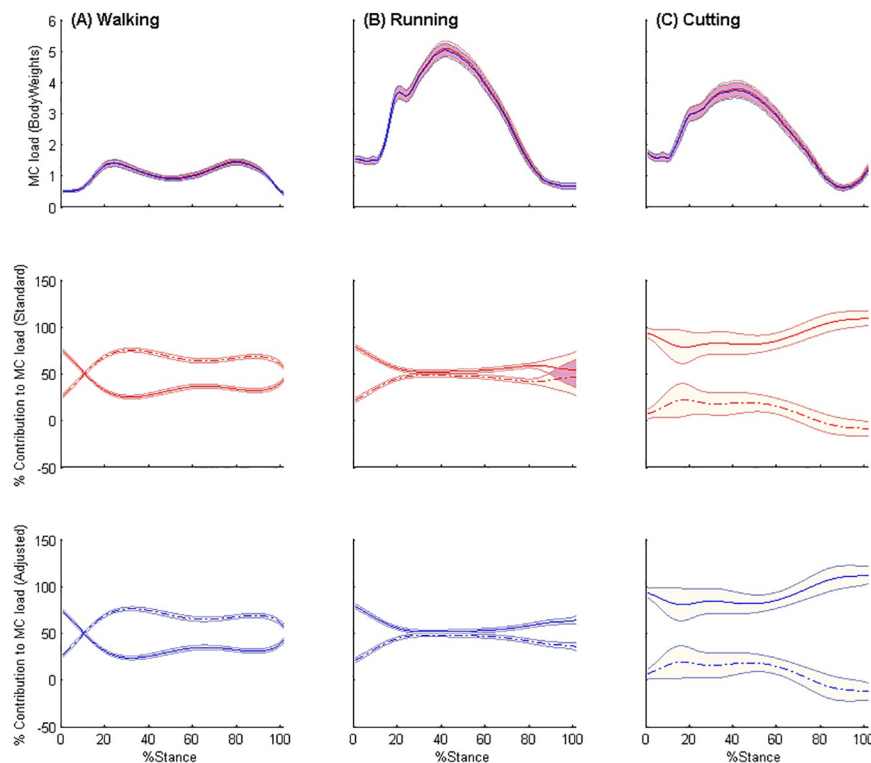 (A) Walking
(B) Running
(C) Cutting
MC load (BodyWeights)
6
5
4
3
2
1
0
% Contribution to MC load (Standard)
150
100
50
0
-50
% Contribution to MC load (Adjusted)
150
100
50
0
-50
0 20 40 60 80 100
0 20 40 60 80 100
0 20 40 60 80 100
%Stance
%Stance
%Stance